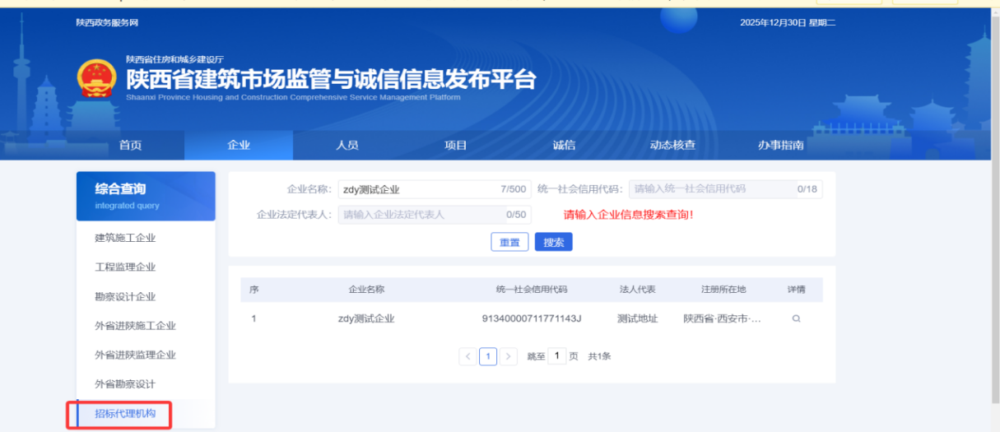 陕西政务服务网
2025年12月30日 星期二
陕西省住房和城乡建设厅
陕西省建筑市场监管与诚信信息发布平台
Shaanxi Province Housing and Construction Comprehensive Service Management Platform
首页 企业 人员 项目 诚信 动态核查 办事指南
综合查询
integrated query
建筑施工企业
工程监理企业
勘察设计企业
外省进陕施工企业
外省进陕监理企业
外省勘察设计
招标代理机构
企业名称: zdy测试企业 7/500 统一社会信用代码: 请输入统一社会信用代码 0/18
企业法定代表人: 请输入企业法定代表人 0/50 请输入企业信息搜索查询!
重置 搜索
序 企业名称 统一社会信用代码 法人代表 注册所在地 详情
1 zdy测试企业 91340000711771143J 测试地址 陕西省·西安市·...
< 1 > 跳至 1 页 共1条